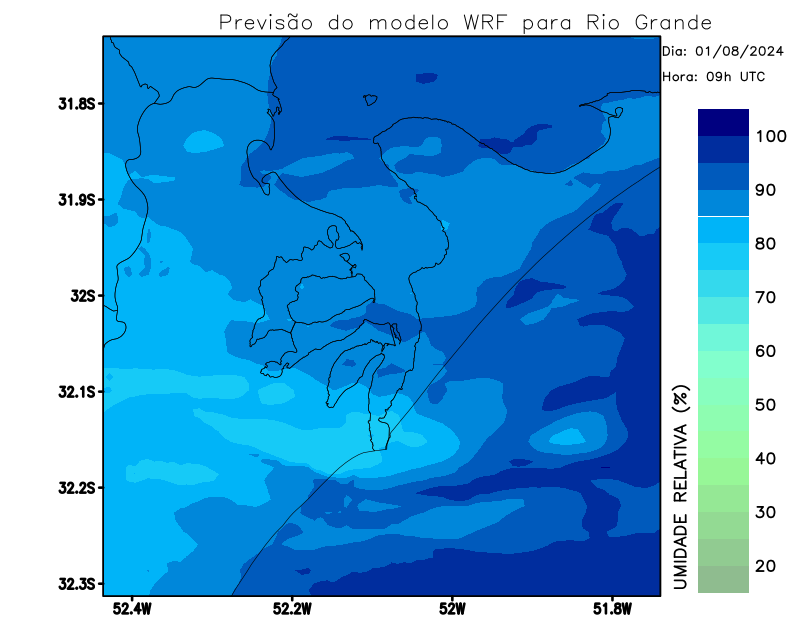 Previsão do modelo WRF para Rio Grande
Dia: 01/08/2024
Hora: 09h UTC
31.8S
31.9S
32S
32.1S
32.2S
32.3S
52.4W
52.2W
52W
51.8W
UMIDADE RELATIVA (%)
100
90
80
70
60
50
40
30
20